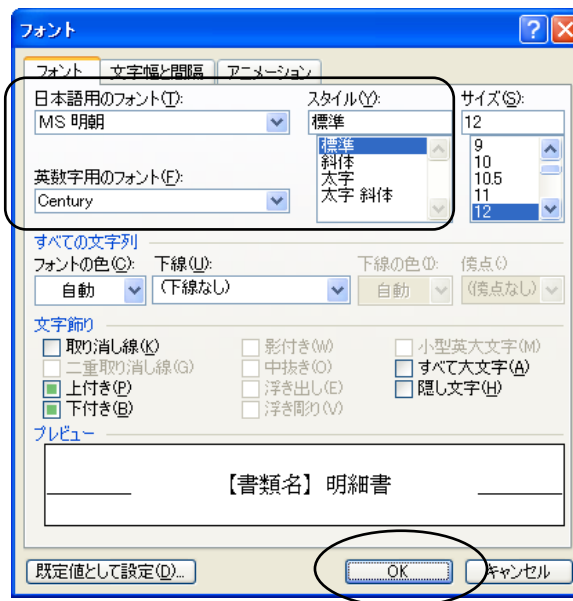 フォント
フォント 文字幅と間隔 アニメーション
日本語用のフォント(T): スタイル(Y): サイズ(S):
MS 明朝 標準 12
標準 9
斜体 10
英数字用のフォント(F): 太字 10.5
太字 斜体 11
Century 12
すべての文字列
フォントの色(C): 下線(U): 下線の色(I): 傍点(·)
自動 (下線なし) 自動 (傍点なし)
文字飾り
取り消し線(K) 影付き(W) 小型英大文字(M)
二重取り消し線(G) 中抜き(O) すべて大文字(A)
上付き(P) 浮き出し(E) 隠し文字(H)
下付き(B) 浮き彫り(V)
プレビュー
【書類名】明細書
既定値として設定(D)... OK キャンセル